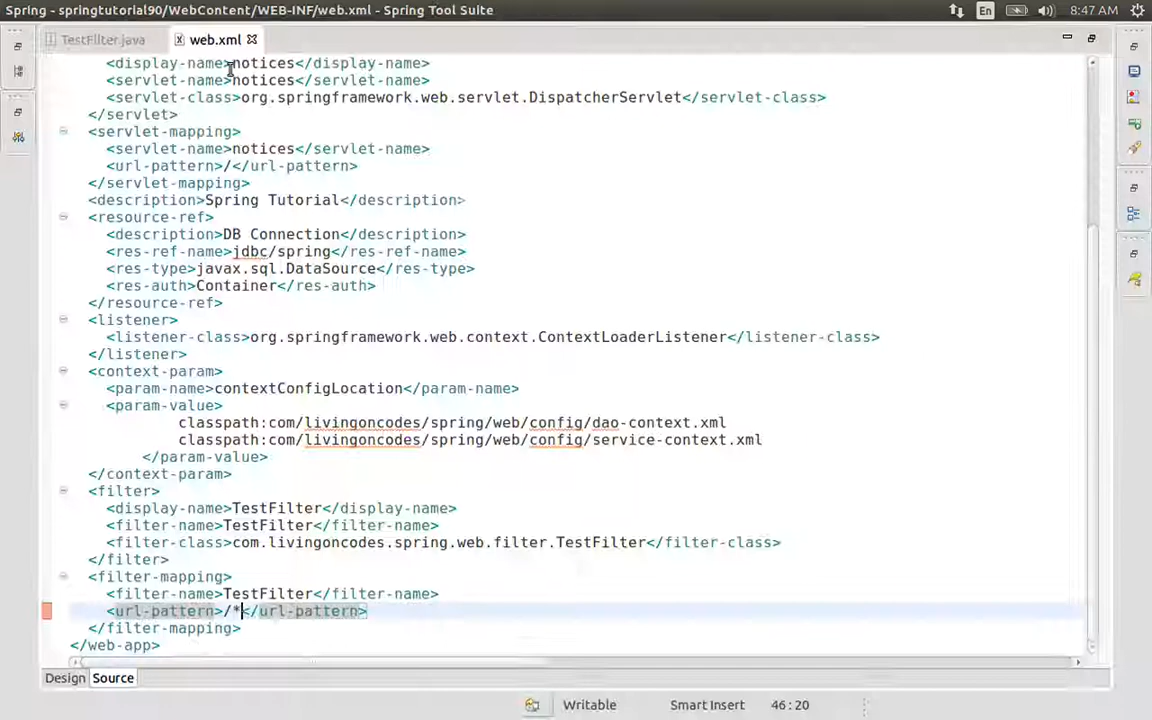 Spring - springtutorial90/WebContent/WEB-INF/web.xml - Spring Tool Suite
En
8:47 AM
TestFilter.java
web.xml
<display-name>notices</display-name>
<servlet-name>notices</servlet-name>
<servlet-class>org.springframework.web.servlet.DispatcherServlet</servlet-class>
</servlet>
<servlet-mapping>
<servlet-name>notices</servlet-name>
<url-pattern>/</url-pattern>
</servlet-mapping>
<description>Spring Tutorial</description>
<resource-ref>
<description>DB Connection</description>
<res-ref-name>jdbc/spring</res-ref-name>
<res-type>javax.sql.DataSource</res-type>
<res-auth>Container</res-auth>
</resource-ref>
<listener>
<listener-class>org.springframework.web.context.ContextLoaderListener</listener-class>
</listener>
<context-param>
<param-name>contextConfigLocation</param-name>
<param-value>
classpath:com/livingoncodes/spring/web/config/dao-context.xml
classpath:com/livingoncodes/spring/web/config/service-context.xml
</param-value>
</context-param>
<filter>
<display-name>TestFilter</display-name>
<filter-name>TestFilter</filter-name>
<filter-class>com.livingoncodes.spring.web.filter.TestFilter</filter-class>
</filter>
<filter-mapping>
<filter-name>TestFilter</filter-name>
<url-pattern>/*</url-pattern>
</filter-mapping>
</web-app>
Design
Source
Writable
Smart Insert
46:20